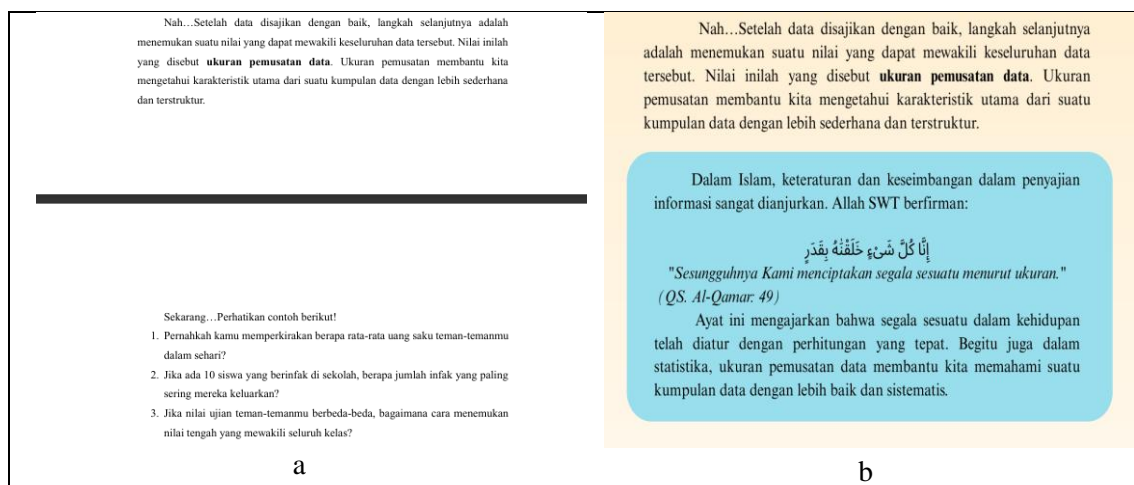 Nah…Setelah data disajikan dengan baik, langkah selanjutnya adalah
menemukan suatu nilai yang dapat mewakili keseluruhan data tersebut. Nilai inilah
yang disebut ukuran pemusatan data. Ukuran pemusatan membantu kita
mengetahui karakteristik utama dari suatu kumpulan data dengan lebih sederhana
dan terstruktur.
Sekarang…Perhatikan contoh berikut!
1. Pernahkah kamu memperkirakan berapa rata-rata uang saku teman-temanmu
dalam sehari?
2. Jika ada 10 siswa yang berinfak di sekolah, berapa jumlah infak yang paling
sering mereka keluarkan?
3. Jika nilai ujian teman-temanmu berbeda-beda, bagaimana cara menemukan
nilai tengah yang mewakili seluruh kelas?
a
Nah…Setelah data disajikan dengan baik, langkah selanjutnya
adalah menemukan suatu nilai yang dapat mewakili keseluruhan data
tersebut. Nilai inilah yang disebut ukuran pemusatan data. Ukuran
pemusatan membantu kita mengetahui karakteristik utama dari suatu
kumpulan data dengan lebih sederhana dan terstruktur.
Dalam Islam, keteraturan dan keseimbangan dalam penyajian
informasi sangat dianjurkan. Allah SWT berfirman:
إِنَّا كُلَّ شَىْءٍ خَلَقْنٰهُ بِقَدَرٍ
"Sesungguhnya Kami menciptakan segala sesuatu menurut ukuran."
(QS. Al-Qamar: 49)
Ayat ini mengajarkan bahwa segala sesuatu dalam kehidupan
telah diatur dengan perhitungan yang tepat. Begitu juga dalam
statistika, ukuran pemusatan data membantu kita memahami suatu
kumpulan data dengan lebih baik dan sistematis.
b